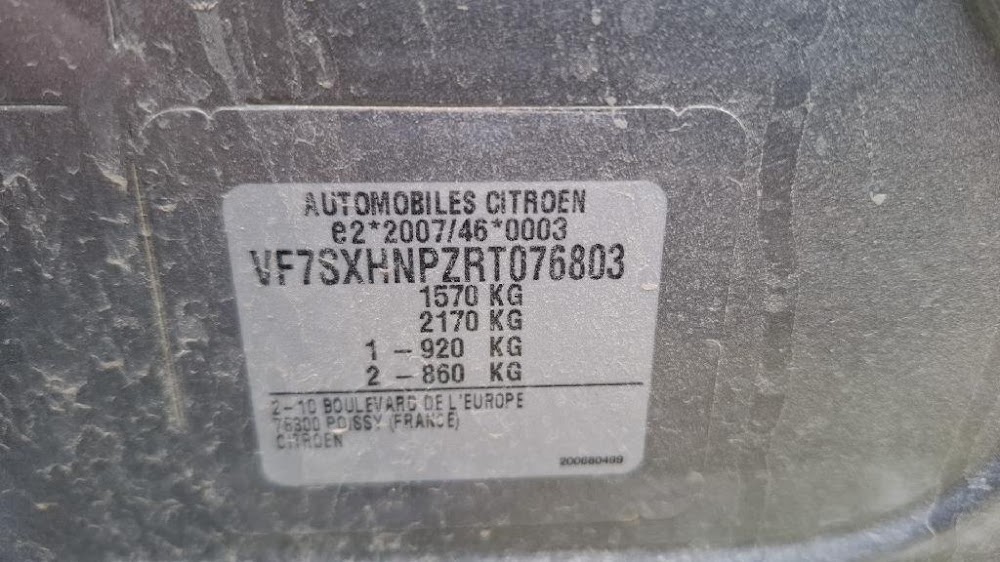 AUTOMOBILES CITROEN
e2*2007/46*0003
VF7SXHNPZRT076803
1570 KG
2170 KG
1 - 920 KG
2 - 860 KG
2-10 BOULEVARD DE L'EUROPE
78300 POISSY (FRANCE)
CITROEN
200680499